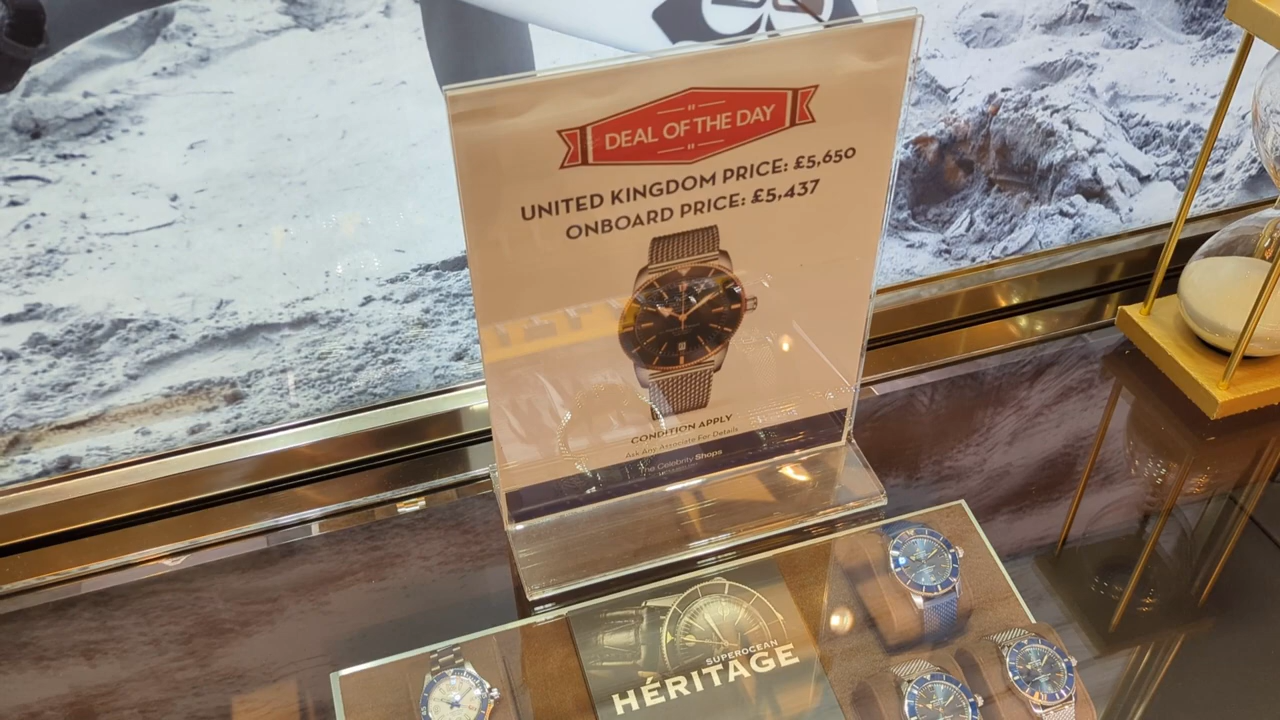 DEAL OF THE DAY
UNITED KINGDOM PRICE: £5,650
ONBOARD PRICE: £5,437
CONDITION APPLY
Ask Any Associate For Details
The Celebrity Shops
SUPEROCEAN
HÉRITAGE